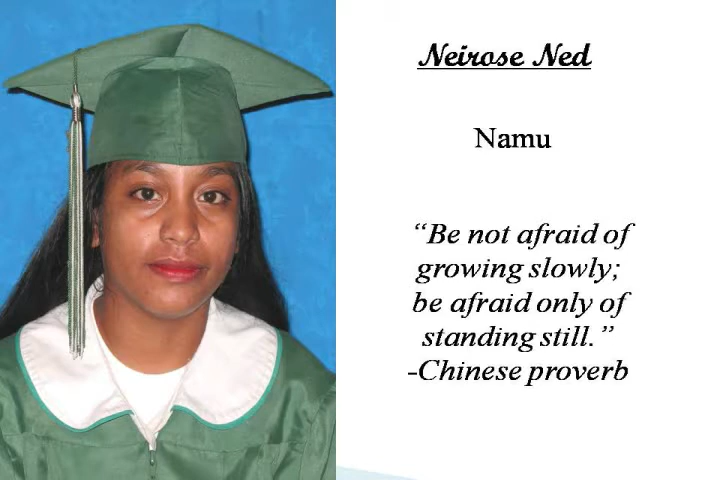 Neirose Ned
Namu
“Be not afraid of
growing slowly;
be afraid only of
standing still.”
-Chinese proverb